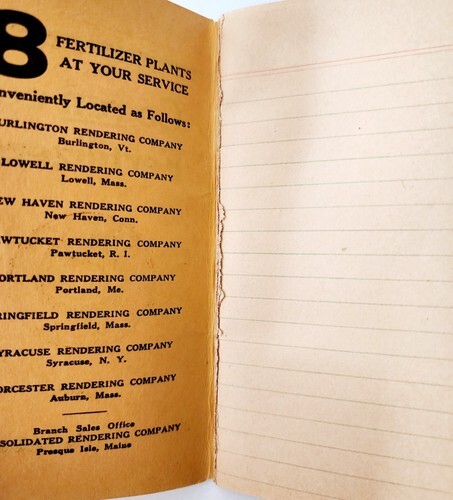 8 FERTILIZER PLANTS
AT YOUR SERVICE
nveniently Located as Follows:
URLINGTON RENDERING COMPANY
Burlington, Vt.
LOWELL RENDERING COMPANY
Lowell, Mass.
EW HAVEN RENDERING COMPANY
New Haven, Conn.
AWTUCKET RENDERING COMPANY
Pawtucket, R. I.
ORTLAND RENDERING COMPANY
Portland, Me.
RINGFIELD RENDERING COMPANY
Springfield, Mass.
YRACUSE RENDERING COMPANY
Syracuse, N. Y.
ORCESTER RENDERING COMPANY
Auburn, Mass.
Branch Sales Office
SOLIDATED RENDERING COMPANY
Presque Isle, Maine